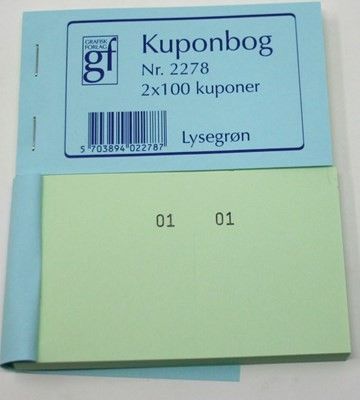 GRAFISK
FORLAG
gf
Kuponbog
Nr. 2278
2x100 kuponer
5 703894 022787
Lysegrøn
01 01